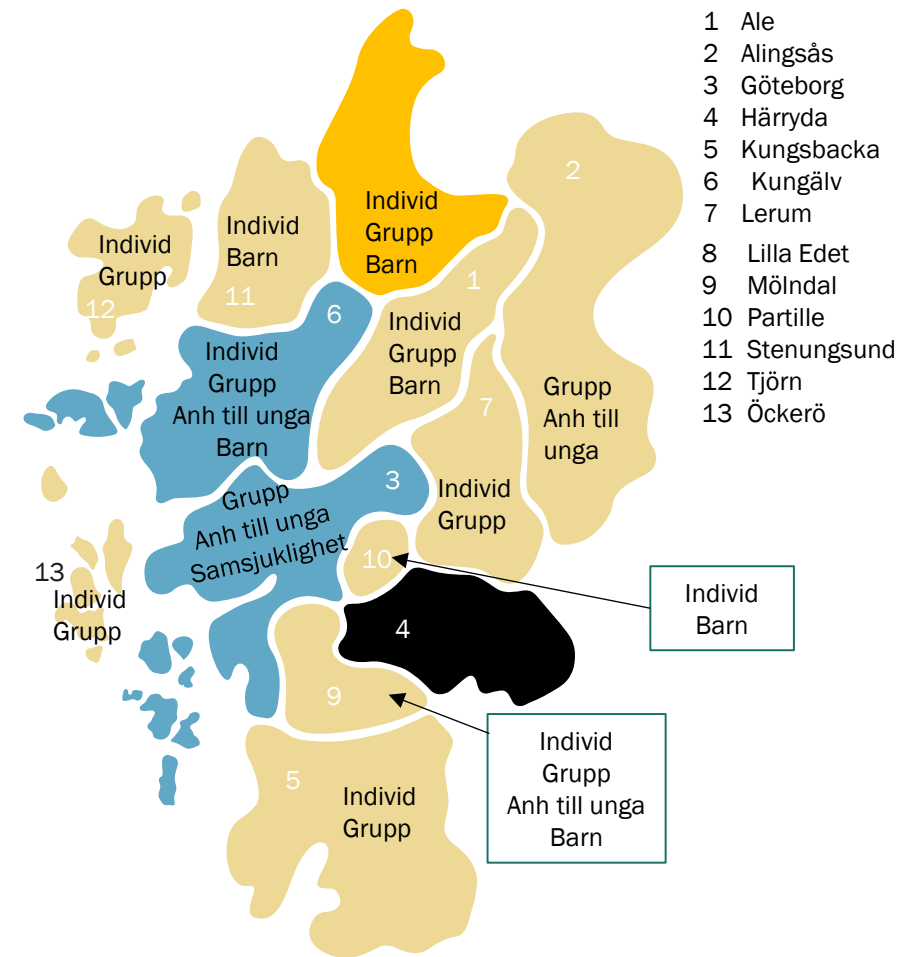 1 Ale
2 Alingsås
3 Göteborg
4 Härryda
5 Kungsbacka
6 Kungälv
7 Lerum
8 Lilla Edet
9 Mölndal
10 Partille
11 Stenungsund
12 Tjörn
13 Öckerö
Individ
Grupp
Barn
2
Individ
Barn
11
Individ
Grupp
12
1
Individ
Grupp
Barn
6
Individ
Grupp
Anh till unga
Barn
Grupp
Anh till
unga
7
Individ
Grupp
3
Grupp
Anh till unga
Samsjuklighet
10
13
Individ
Grupp
Individ
Barn
4
9
Individ
Grupp
Anh till unga
Barn
5
Individ
Grupp